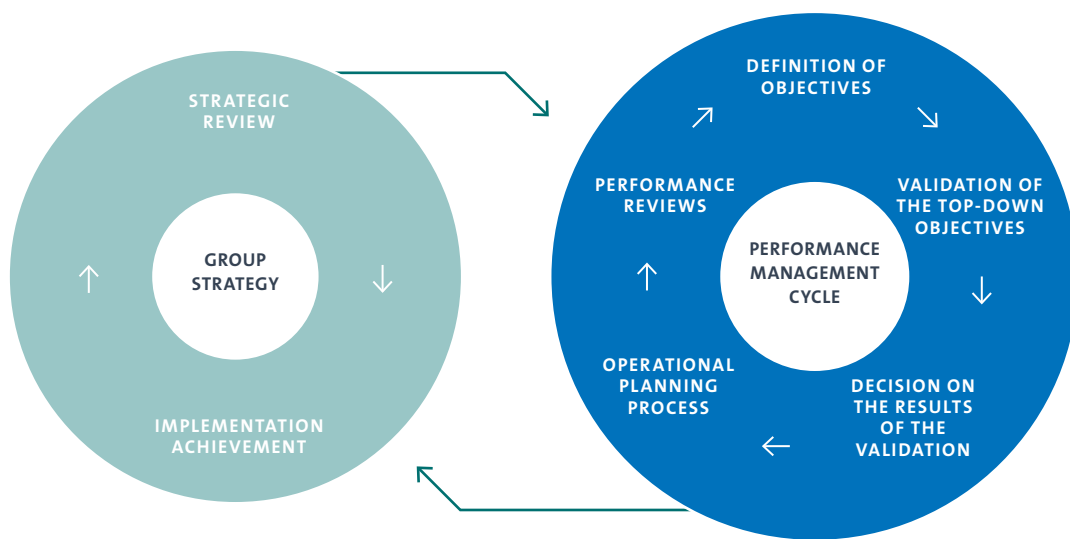 STRATEGIC
REVIEW
GROUP
STRATEGY
IMPLEMENTATION
ACHIEVEMENT
DEFINITION OF
OBJECTIVES
VALIDATION OF
THE TOP-DOWN
OBJECTIVES
DECISION ON
THE RESULTS
OF THE
VALIDATION
OPERATIONAL
PLANNING
PROCESS
PERFORMANCE
REVIEWS
PERFORMANCE
MANAGEMENT
CYCLE